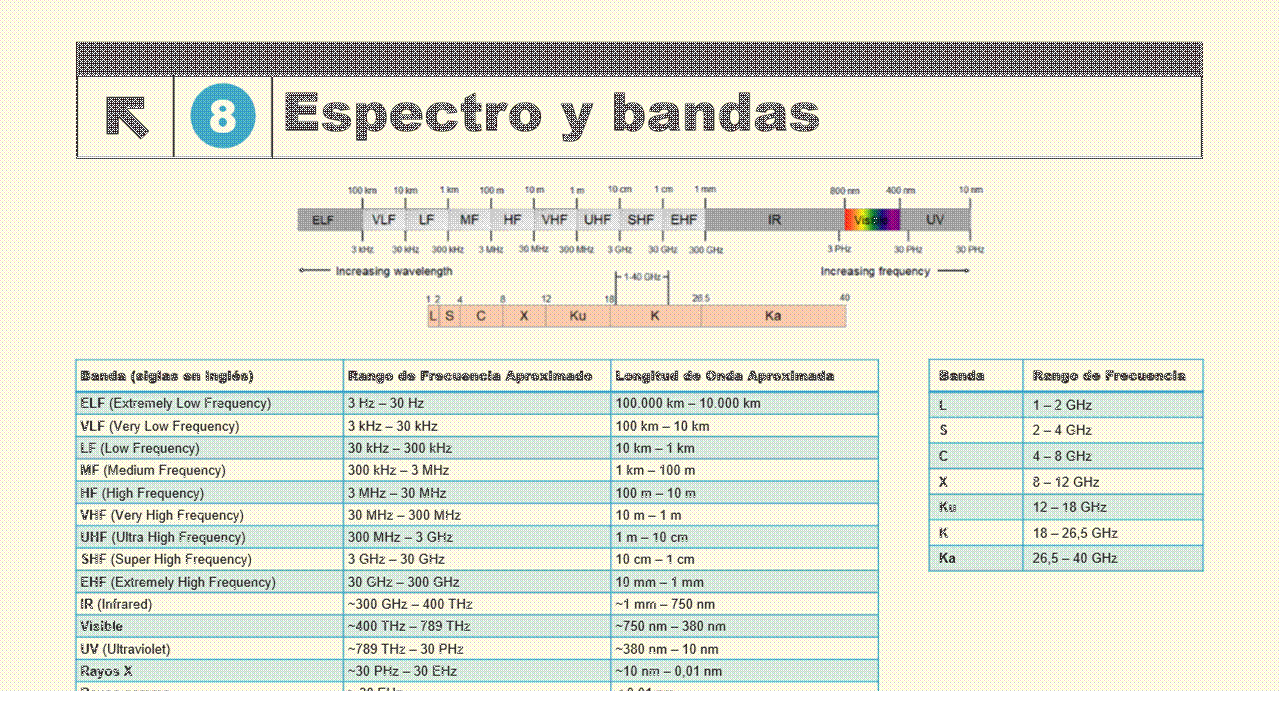 8 Espectro y bandas
100 km 10 km 1 km 100 m 10 m 1 m 10 cm 1 cm 1 mm 800 nm 400 nm 10 nm
ELF VLF LF MF HF VHF UHF SHF EHF IR Visible UV
3 kHz 30 kHz 300 kHz 3 MHz 30 MHz 300 MHz 3 GHz 30 GHz 300 GHz 3 PHz 30 PHz 30 PHz
Increasing wavelength Increasing frequency
1-40 GHz
1 2 4 8 12 18 26.5 40
L S C X Ku K Ka
Banda (siglas en inglés) Rango de Frecuencia Aproximado Longitud de Onda Aproximada
ELF (Extremely Low Frequency) 3 Hz – 30 Hz 100.000 km – 10.000 km
VLF (Very Low Frequency) 3 kHz – 30 kHz 100 km – 10 km
LF (Low Frequency) 30 kHz – 300 kHz 10 km – 1 km
MF (Medium Frequency) 300 kHz – 3 MHz 1 km – 100 m
HF (High Frequency) 3 MHz – 30 MHz 100 m – 10 m
VHF (Very High Frequency) 30 MHz – 300 MHz 10 m – 1 m
UHF (Ultra High Frequency) 300 MHz – 3 GHz 1 m – 10 cm
SHF (Super High Frequency) 3 GHz – 30 GHz 10 cm – 1 cm
EHF (Extremely High Frequency) 30 GHz – 300 GHz 10 mm – 1 mm
IR (Infrared) ~300 GHz – 400 THz ~1 mm – 750 nm
Visible ~400 THz – 789 THz ~750 nm – 380 nm
UV (Ultraviolet) ~789 THz – 30 PHz ~380 nm – 10 nm
Rayos X ~30 PHz – 30 EHz ~10 nm – 0,01 nm
Banda Rango de Frecuencia
L 1 – 2 GHz
S 2 – 4 GHz
C 4 – 8 GHz
X 8 – 12 GHz
Ku 12 – 18 GHz
K 18 – 26,5 GHz
Ka 26,5 – 40 GHz